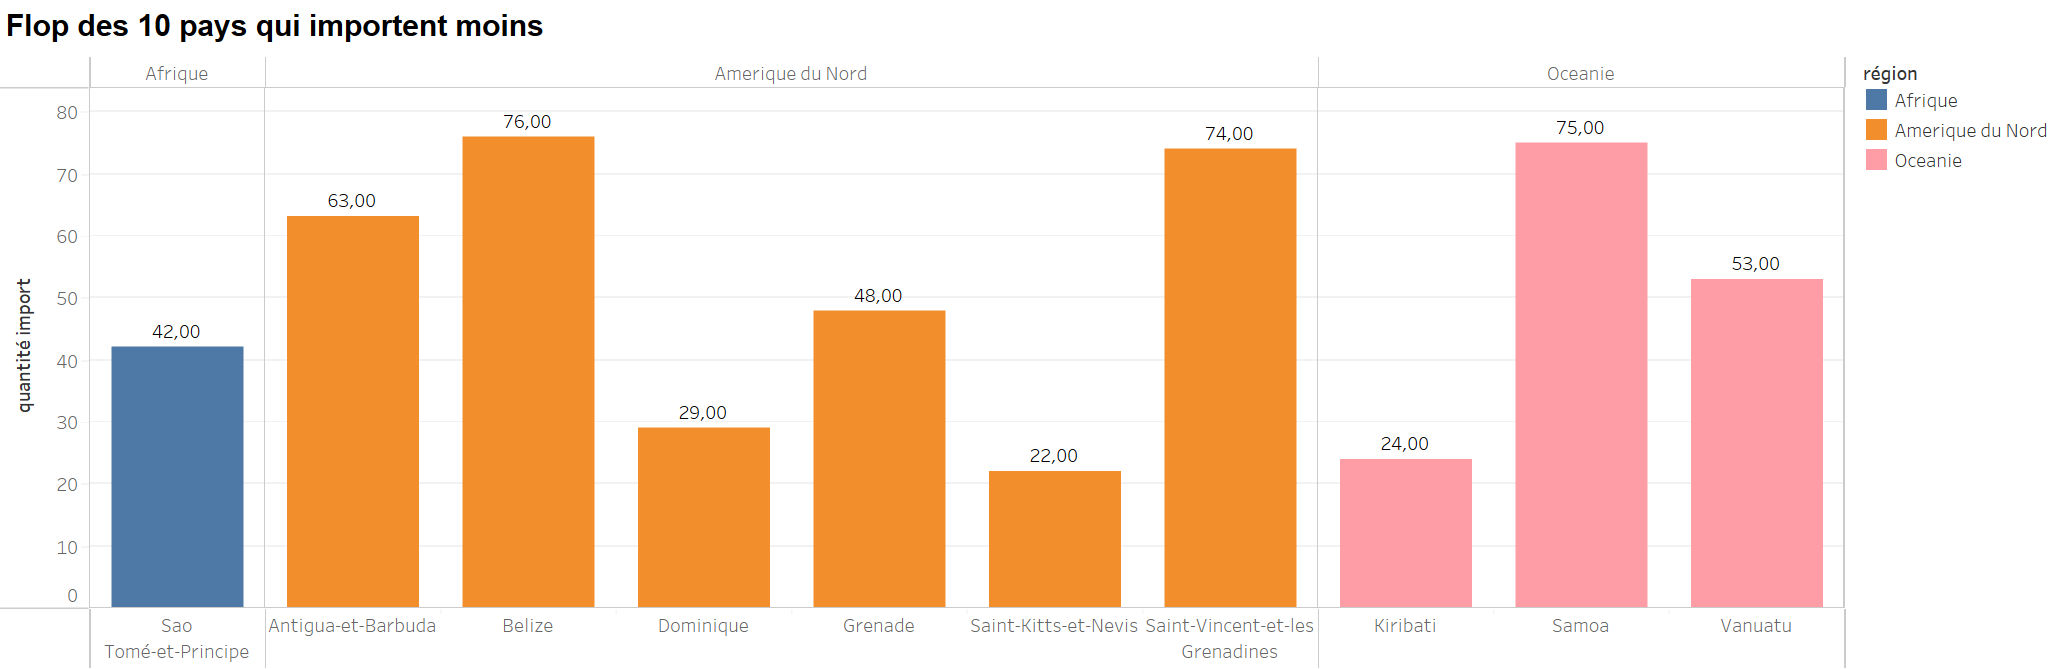 Flop des 10 pays qui importent moins
Afrique
Amerique du Nord
Oceanie
région
Afrique
Amerique du Nord
Oceanie
quantité import
80
70
60
50
40
30
20
10
0
42,00
63,00
76,00
29,00
48,00
22,00
74,00
24,00
75,00
53,00
Sao
Tomé-et-Principe
Antigua-et-Barbuda
Belize
Dominique
Grenade
Saint-Kitts-et-Nevis
Saint-Vincent-et-les
Grenadines
Kiribati
Samoa
Vanuatu